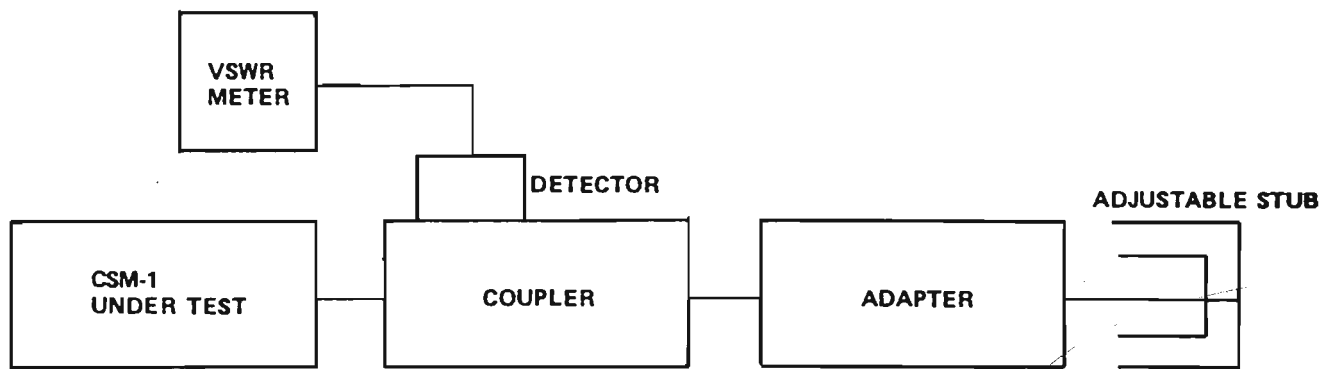 VSWR
METER
DETECTOR
ADJUSTABLE STUB
CSM-1
UNDER TEST
COUPLER
ADAPTER